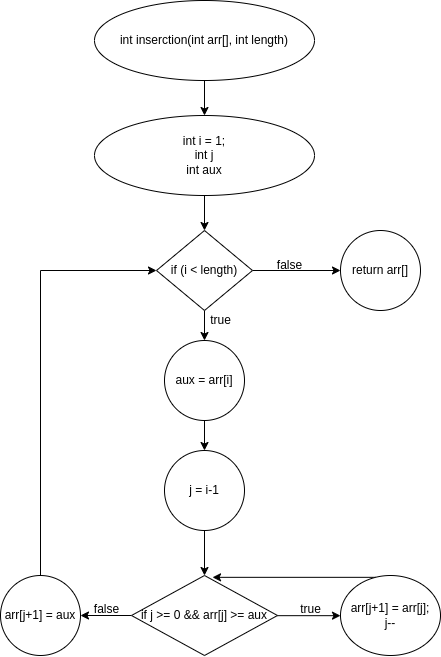 int inserction(int arr[], int length)
int i = 1;
int j
int aux
if (i < length)
false
return arr[]
true
aux = arr[i]
j = i-1
arr[j+1] = aux
false
if j >= 0 && arr[j] >= aux
true
arr[j+1] = arr[j];
j--